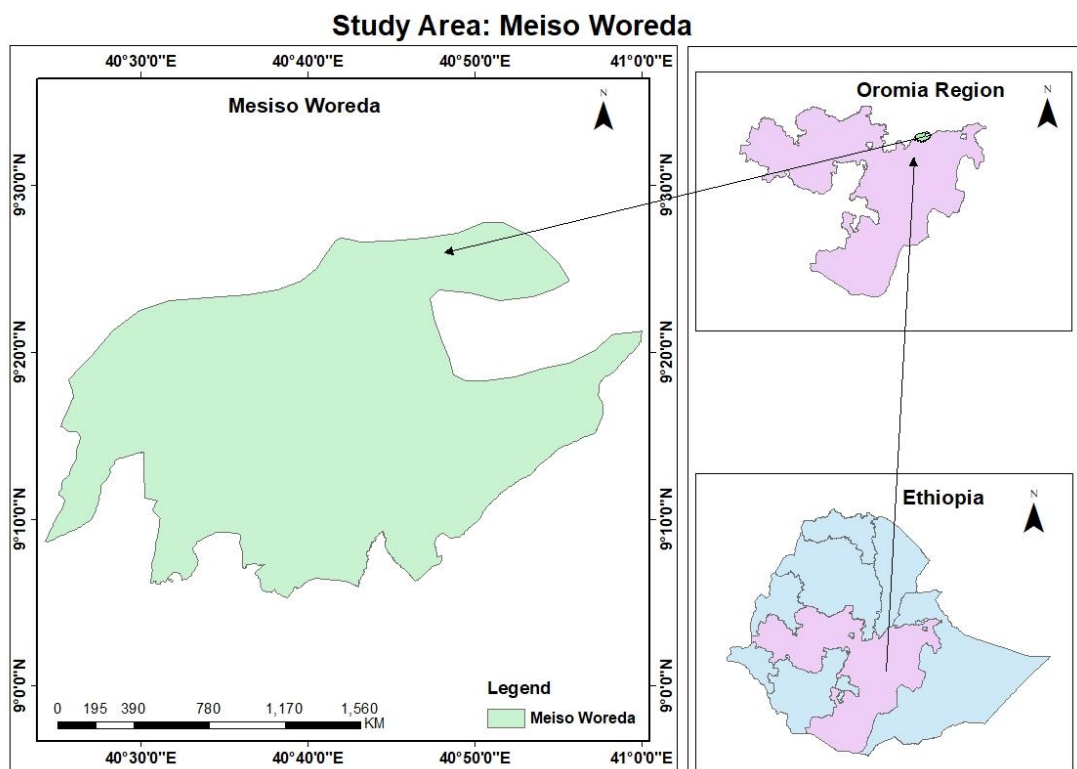 Study Area: Meiso Woreda
40°30'0"E 40°40'0"E 40°50'0"E 41°0'0"E
Mesiso Woreda
N
9°30'0"N
9°30'0"N
9°20'0"N
9°20'0"N
9°10'0"N
9°10'0"N
9°0'0"N
9°0'0"N
Legend
Meiso Woreda
0 195 390 780 1,170 1,560
KM
40°30'0"E 40°40'0"E 40°50'0"E 41°0'0"E
Oromia Region
N
Ethiopia
N